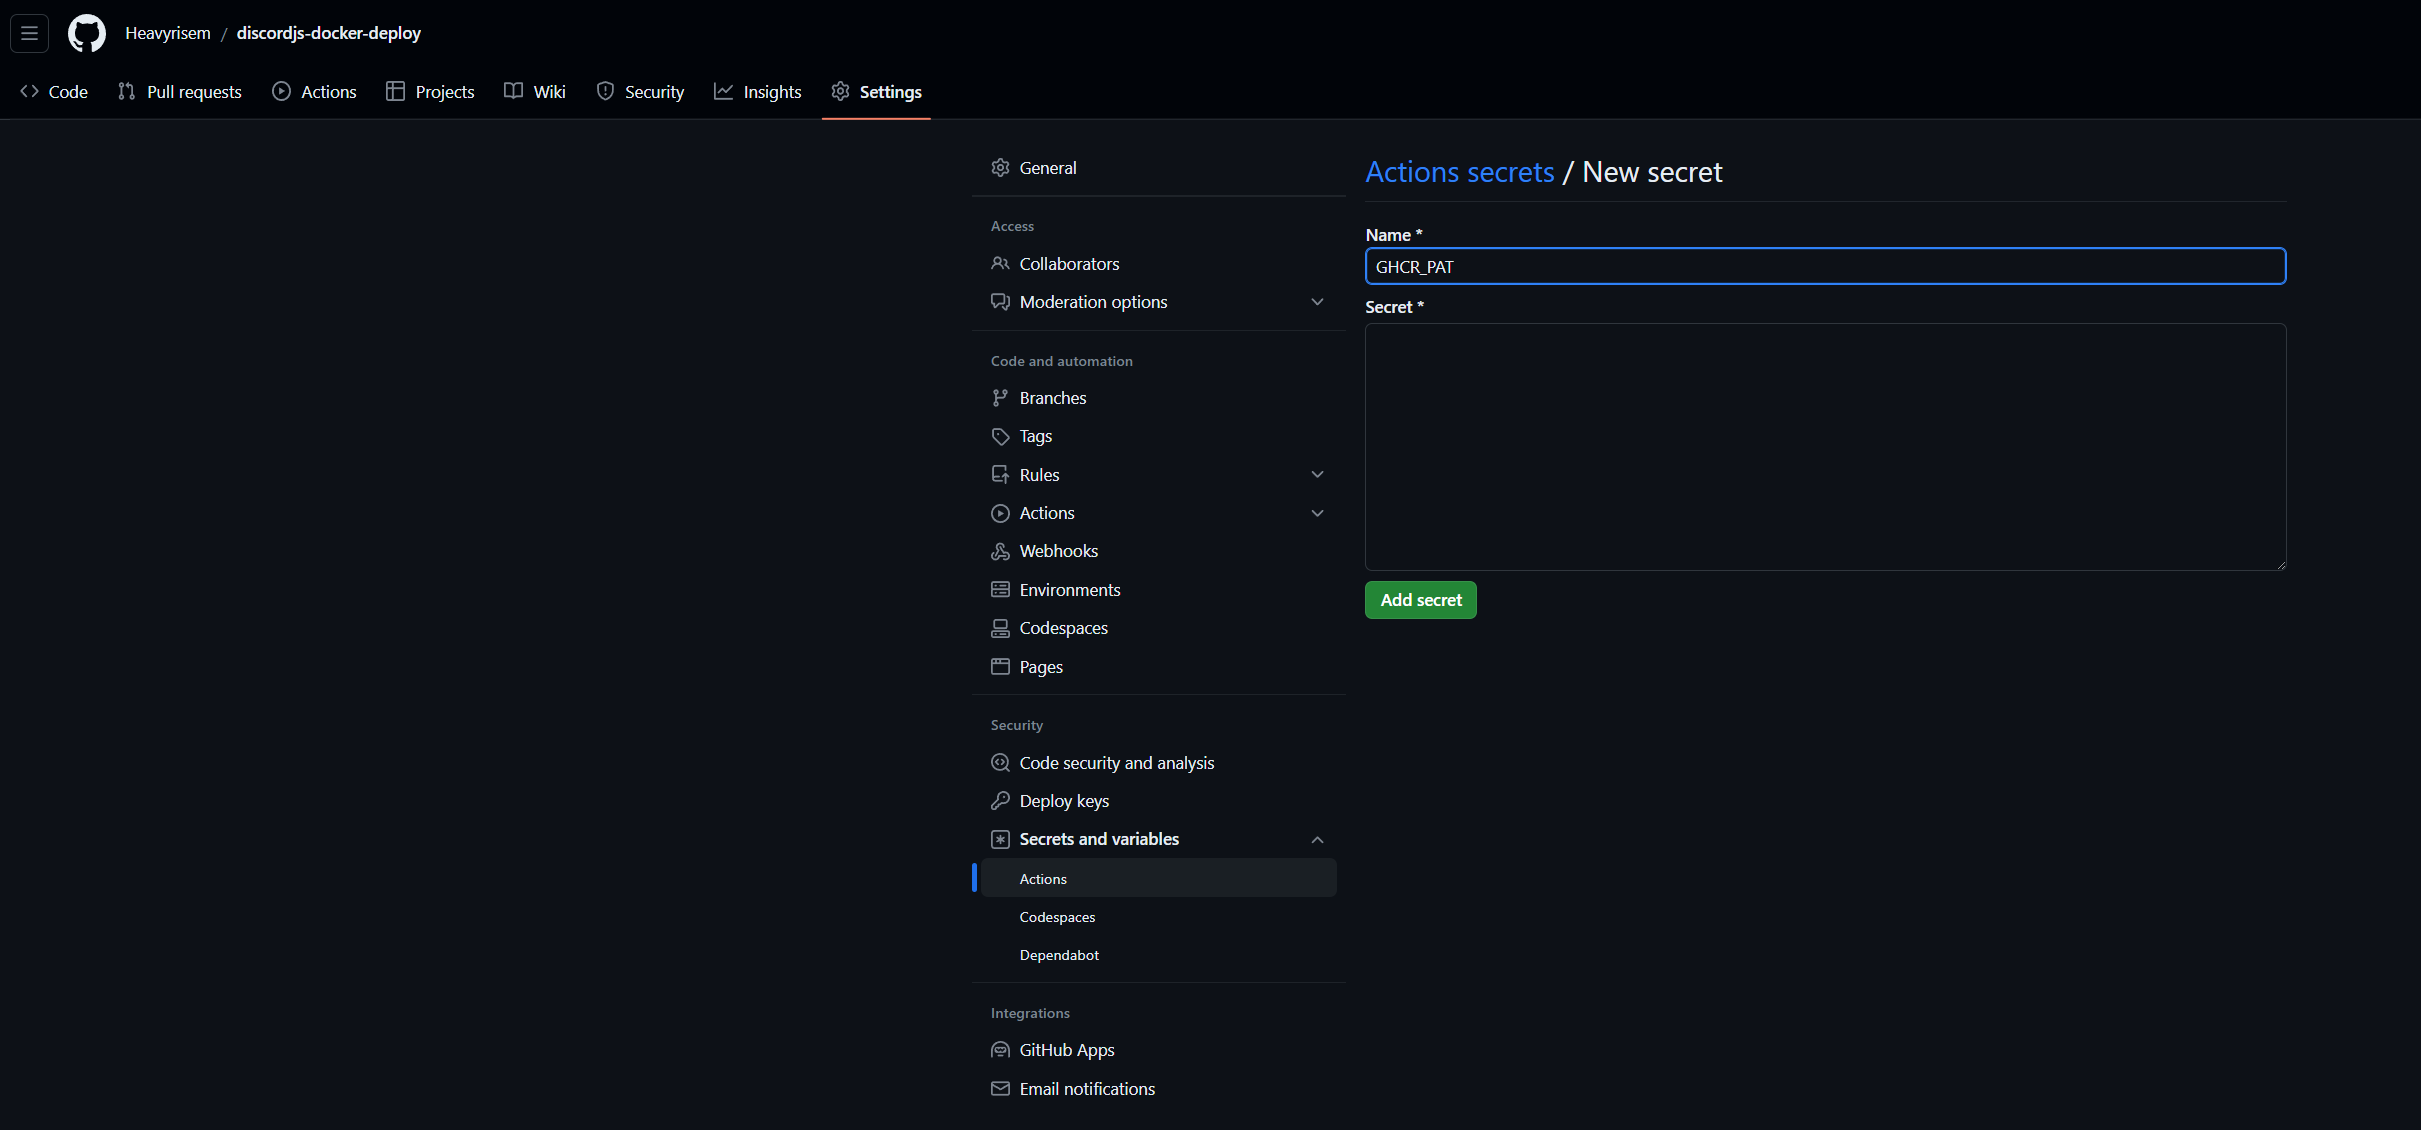 Heavyrisem / discordjs-docker-deploy
Code Pull requests Actions Projects Wiki Security Insights Settings
General
Access
Collaborators
Moderation options
Code and automation
Branches
Tags
Rules
Actions
Webhooks
Environments
Codespaces
Pages
Security
Code security and analysis
Deploy keys
Secrets and variables
Actions
Codespaces
Dependabot
Integrations
GitHub Apps
Email notifications
Actions secrets / New secret
Name *
GHCR_PAT
Secret *
Add secret